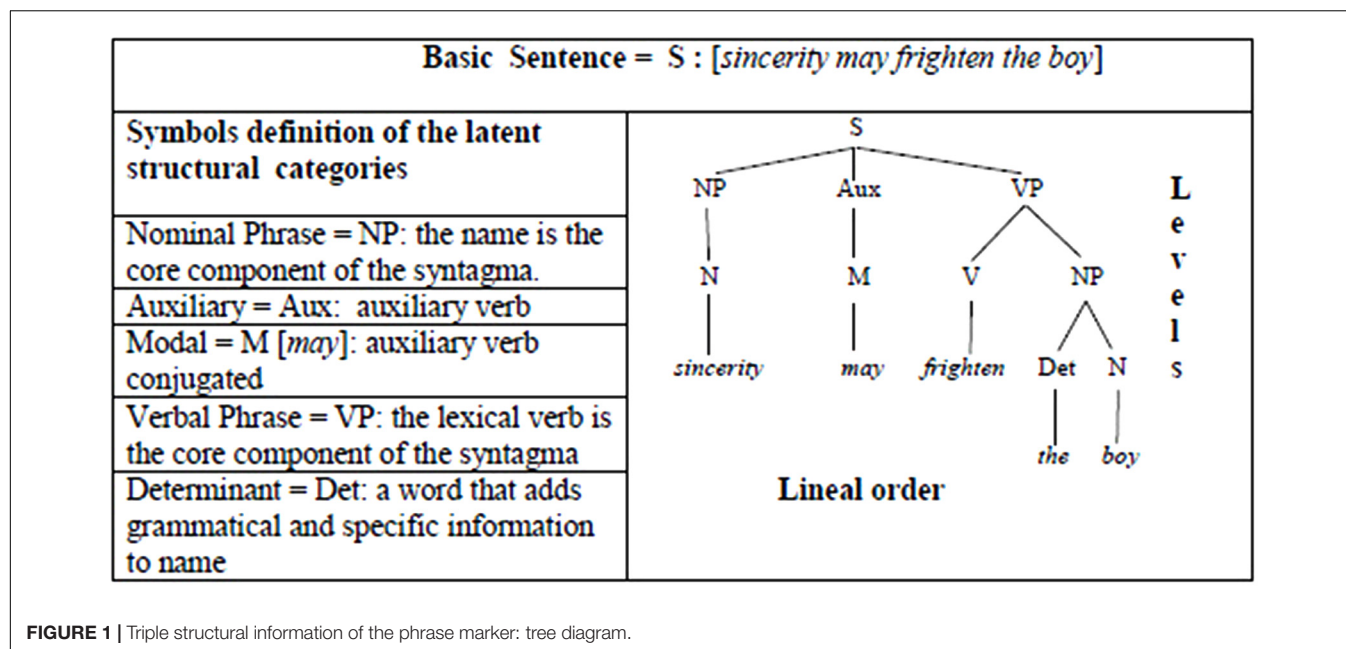 Basic Sentence = S : [sincerity may frighten the boy]
Symbols definition of the latent
structural categories
Nominal Phrase = NP: the name is the
core component of the syntagma.
Auxiliary = Aux: auxiliary verb
Modal = M [may]: auxiliary verb
conjugated
Verbal Phrase = VP: the lexical verb is
the core component of the syntagma
Determinant = Det: a word that adds
grammatical and specific information
to name
S
NP Aux VP
N M V NP
sincerity may frighten Det N
the boy
Levels
Lineal order
FIGURE 1 | Triple structural information of the phrase marker: tree diagram.